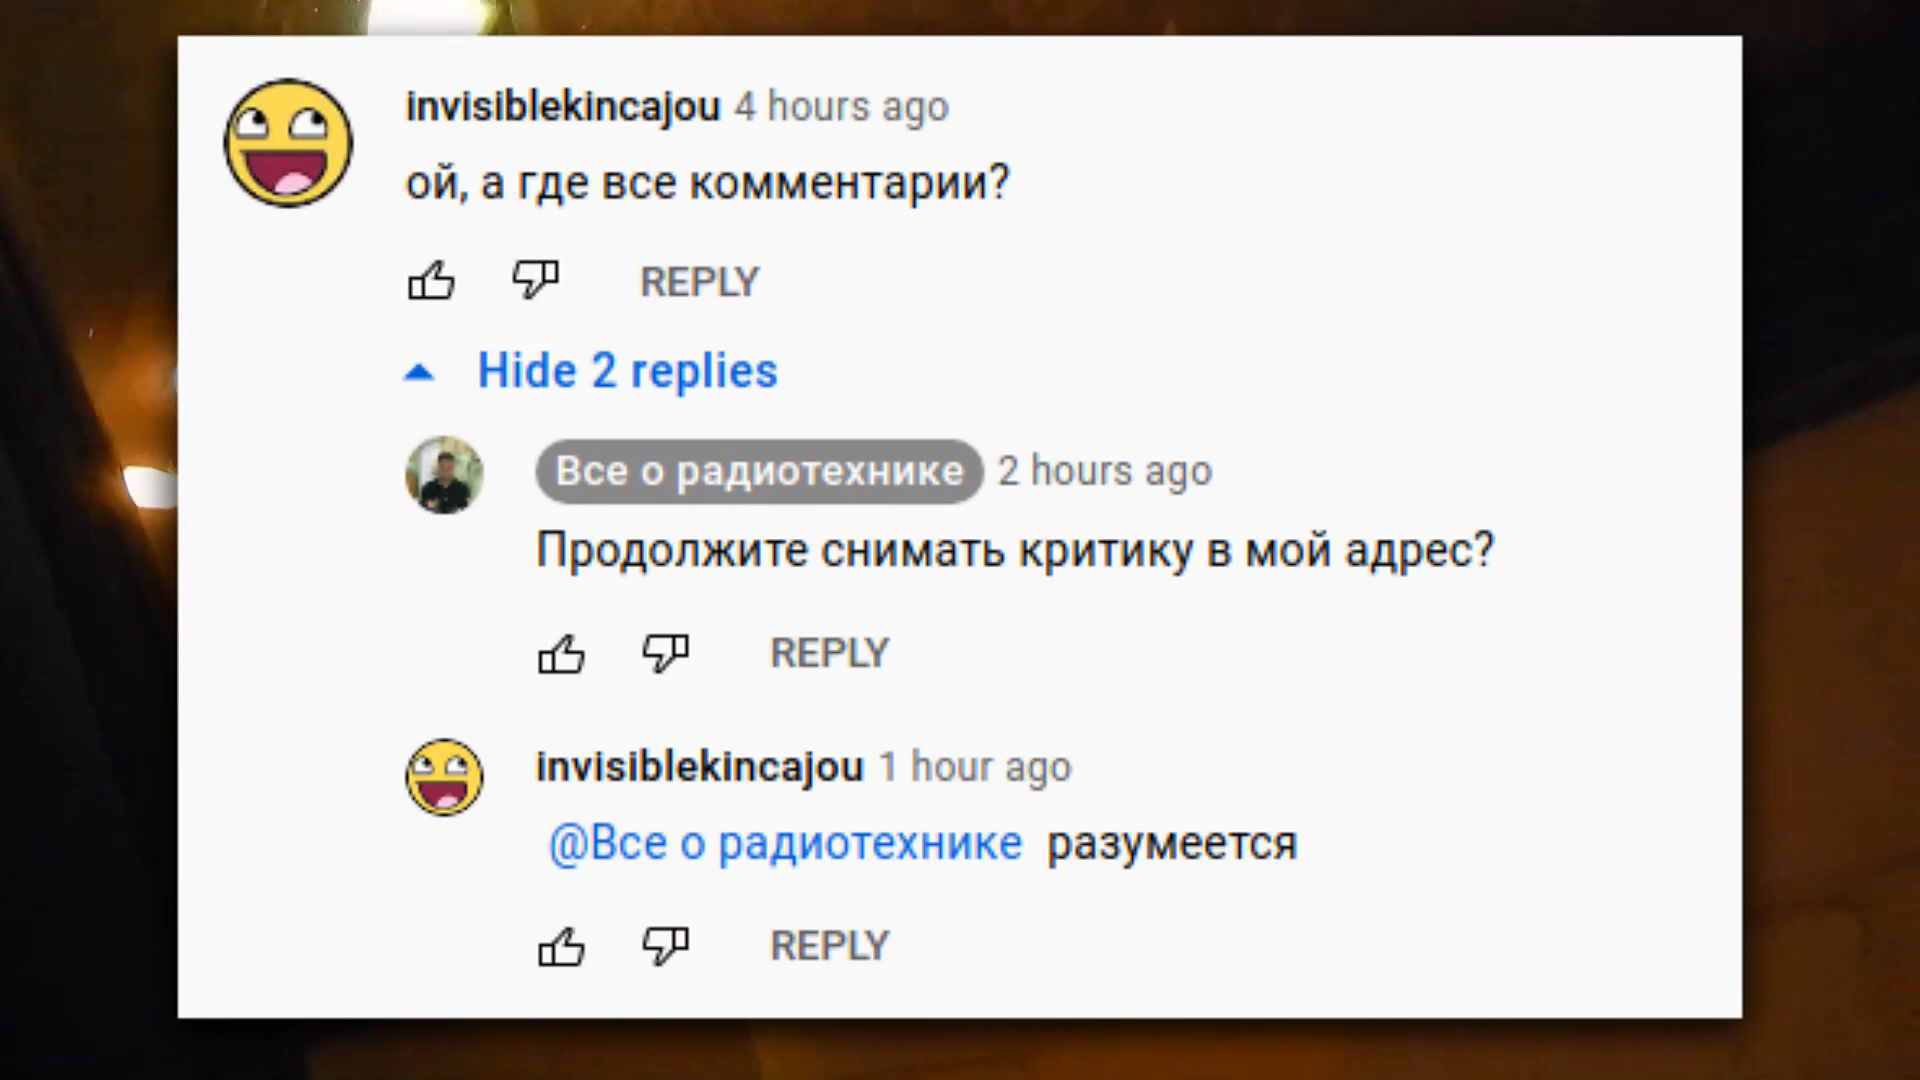 invisiblekincajou 4 hours ago
ой, а где все комментарии?
REPLY
Hide 2 replies
Все о радиотехнике 2 hours ago
Продолжите снимать критику в мой адрес?
REPLY
invisiblekincajou 1 hour ago
@Все о радиотехнике разумеется
REPLY